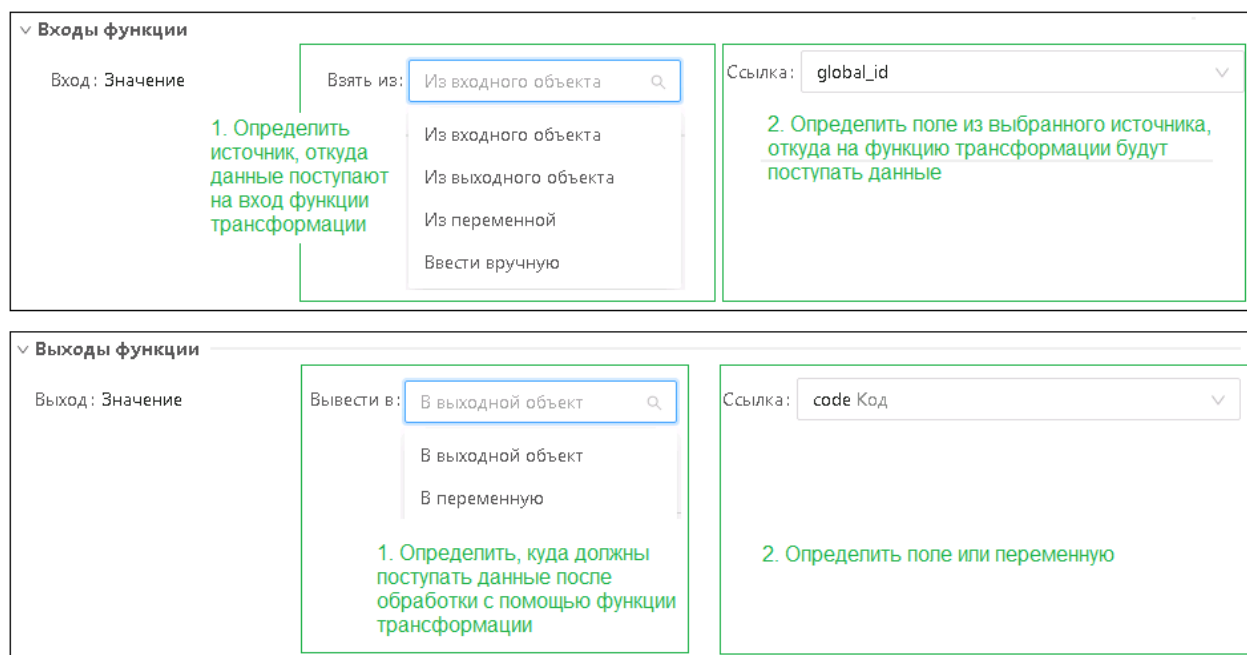 Входы функции
Вход: Значение
Взять из:
Из входного объекта
Ссылка:
global_id
1. Определить
источник, откуда
данные поступают
на вход функции
трансформации
Из входного объекта
Из выходного объекта
Из переменной
Ввести вручную
2. Определить поле из выбранного источника,
откуда на функцию трансформации будут
поступать данные
Выходы функции
Выход: Значение
Вывести в:
В выходной объект
Ссылка:
code Код
В выходной объект
В переменную
1. Определить, куда должны
поступать данные после
обработки с помощью функции
трансформации
2. Определить поле или переменную